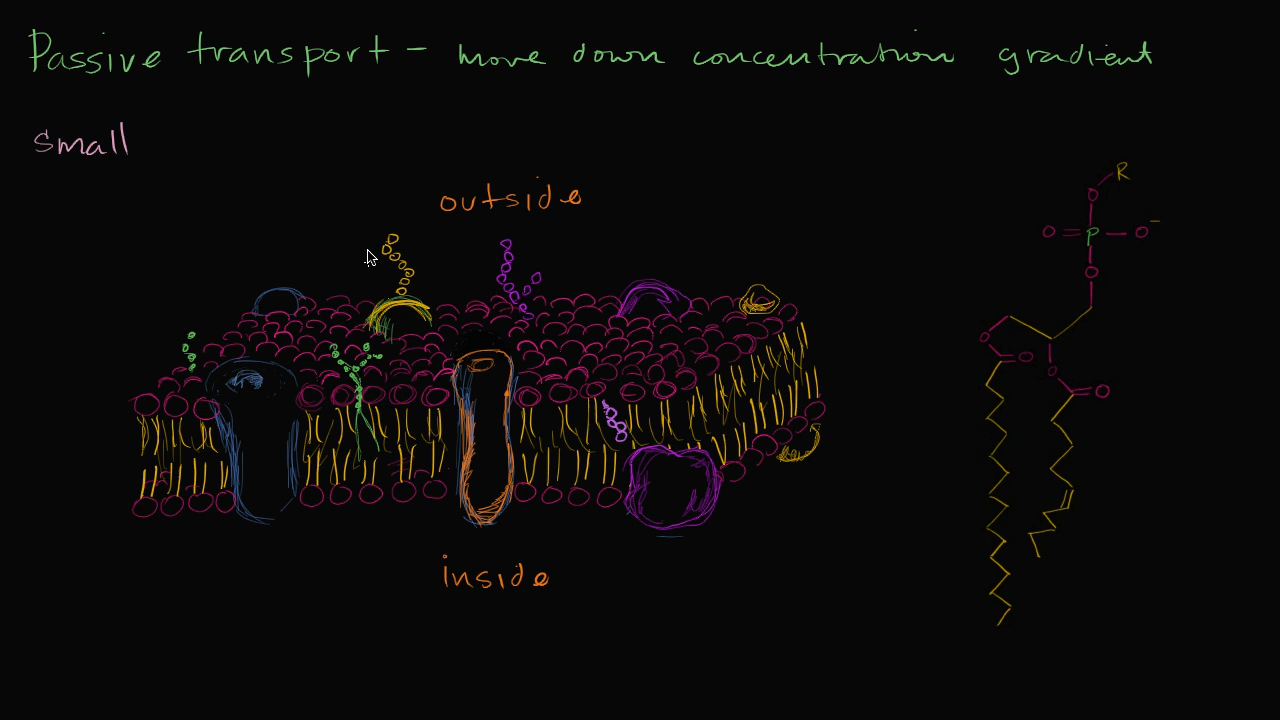 Passive transport - move down concentration gradient
small
outside
R
O
O = P - O⁻
O
O
O
O
O
inside